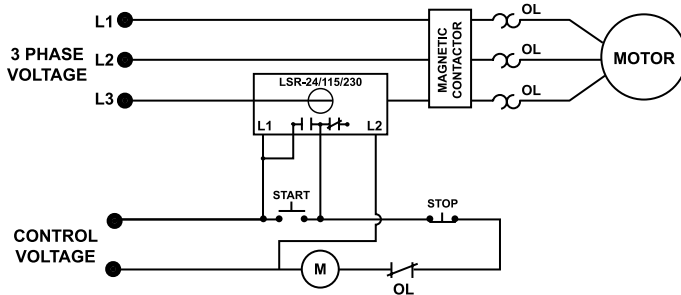 L1
OL
3 PHASE
VOLTAGE
L2
OL
MAGNETIC
CONTACTOR
MOTOR
LSR-24/115/230
L3
OL
L1
L2
START
STOP
CONTROL
VOLTAGE
M
OL